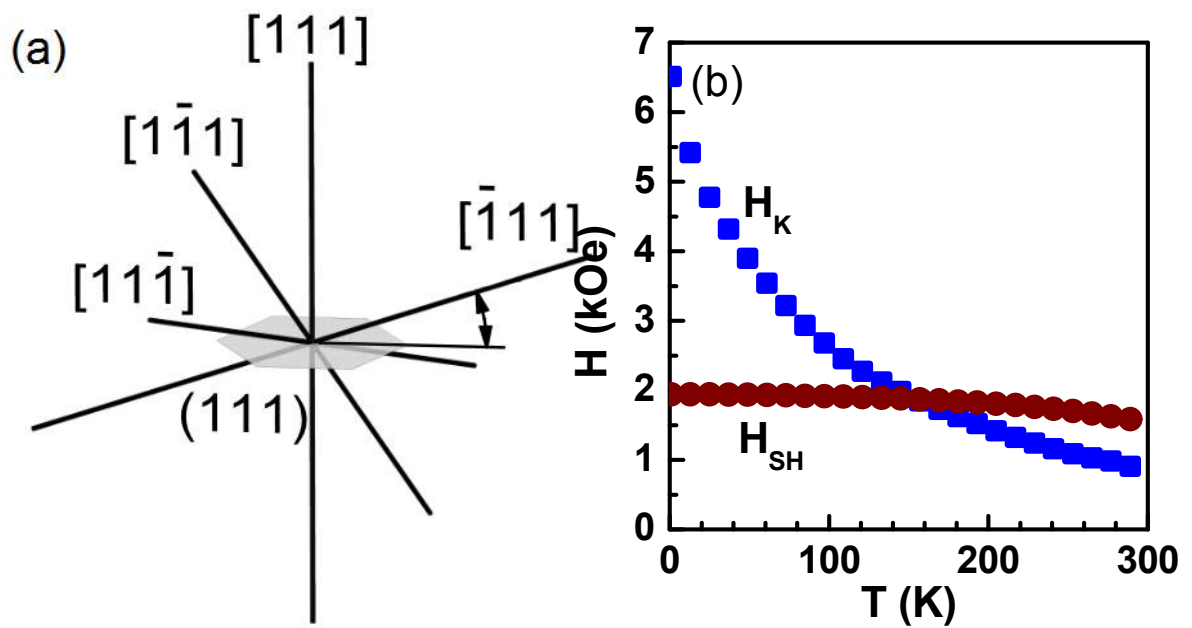 (a)
[111]
[11̄1]
[1̄11]
[111̄]
(111)
(b)
7
6
5
4
3
2
1
0
H (kOe)
H_K
H_SH
0
100
200
300
T (K)